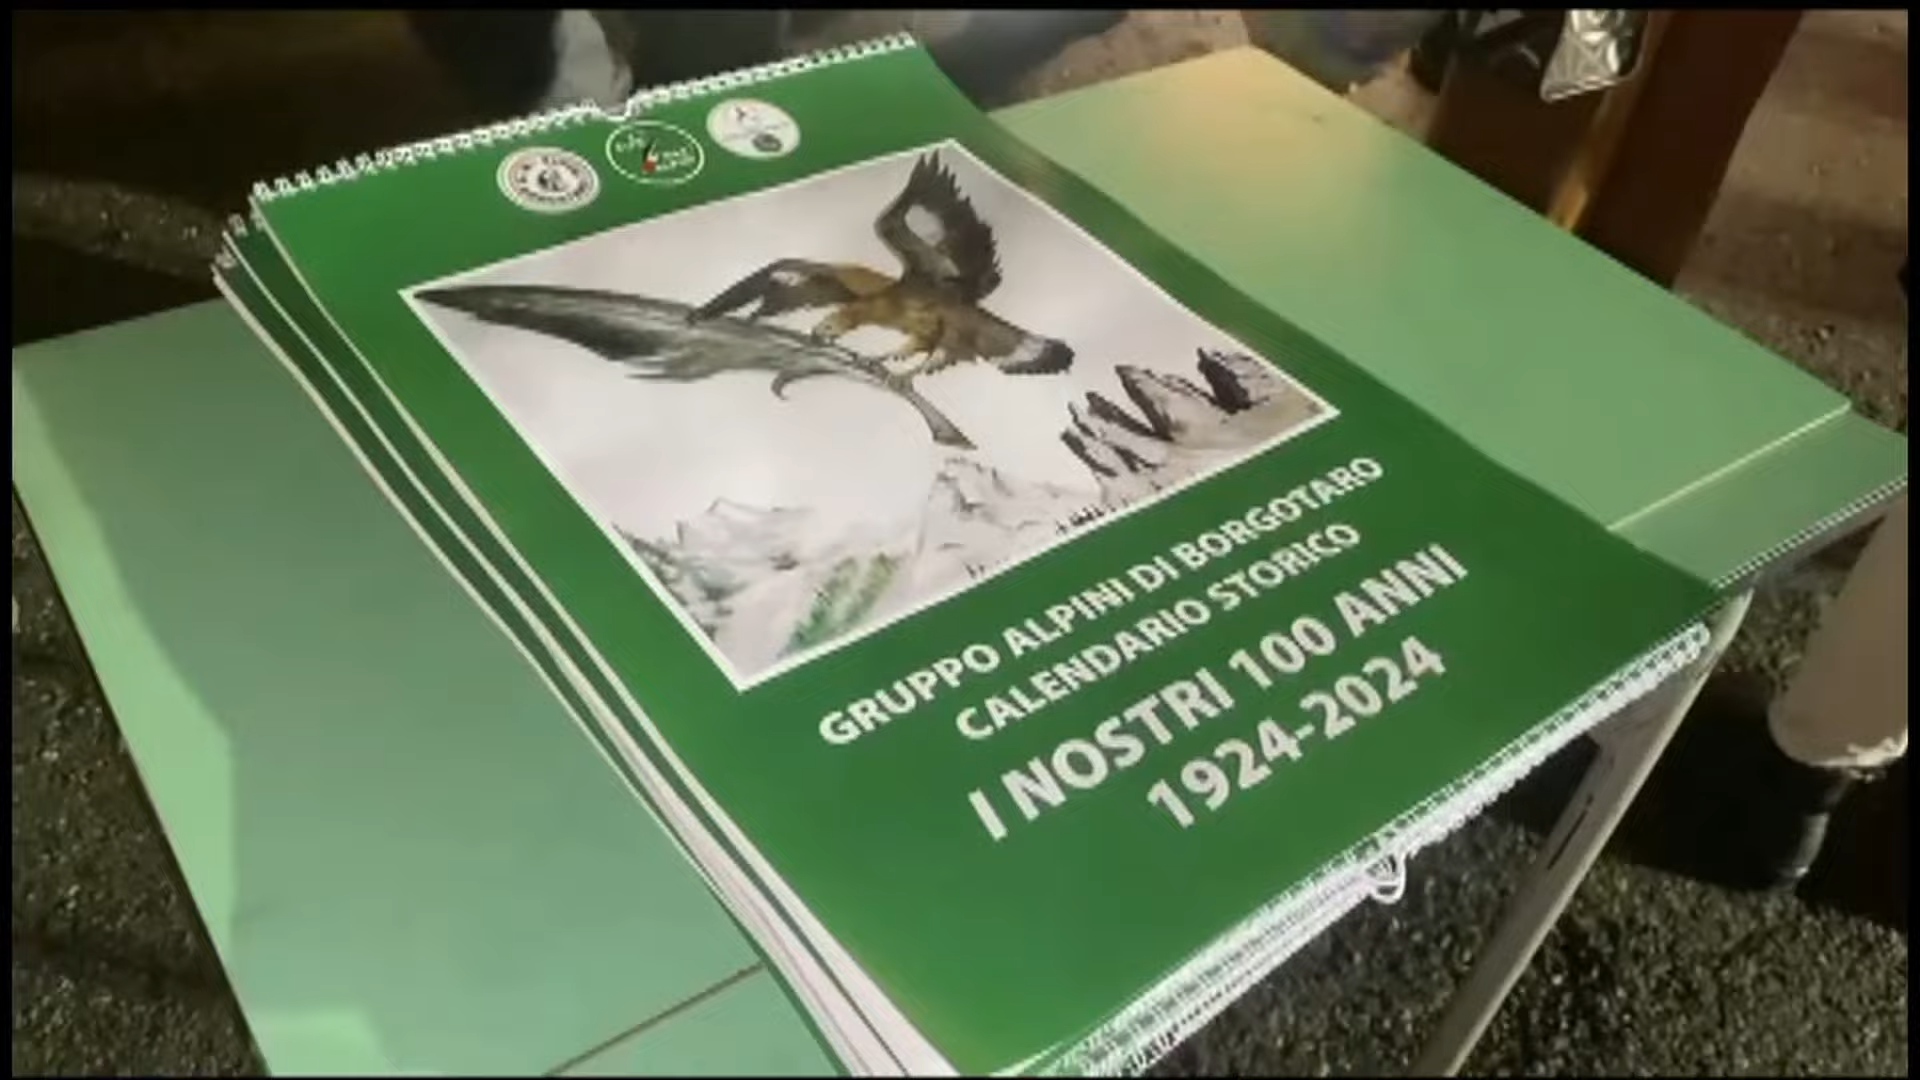 GRUPPO ALPINI DI BORGOTARO
CALENDARIO STORICO
I NOSTRI 100 ANNI
1924-2024